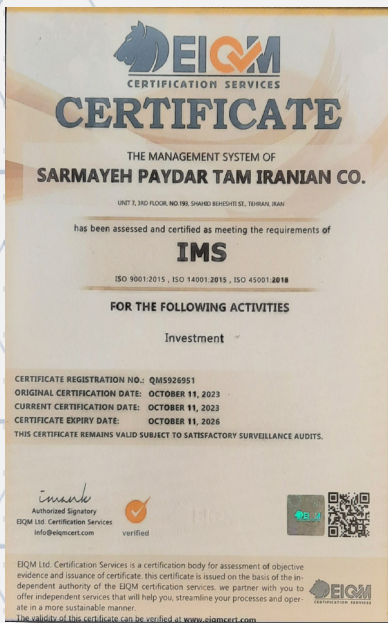 EIQM
CERTIFICATION SERVICES
CERTIFICATE
THE MANAGEMENT SYSTEM OF
SARMAYEH PAYDAR TAM IRANIAN CO.
UNIT 7, 3RD FLOOR, NO.193, SHAHID BEHESHTI ST., TEHRAN, IRAN
has been assessed and certified as meeting the requirements of
IMS
ISO 9001:2015 , ISO 14001:2015 , ISO 45001:2018
FOR THE FOLLOWING ACTIVITIES
Investment
CERTIFICATE REGISTRATION NO.: QM5926951
ORIGINAL CERTIFICATION DATE: OCTOBER 11, 2023
CURRENT CERTIFICATION DATE: OCTOBER 11, 2023
CERTIFICATE EXPIRY DATE: OCTOBER 11, 2026
THIS CERTIFICATE REMAINS VALID SUBJECT TO SATISFACTORY SURVEILLANCE AUDITS.
Authorized Signatory
EIQM Ltd. Certification Services
info@eiqmcert.com
verified
EIQM Ltd. Certification Services is a certification body for assessment of objective
evidence and issuance of certificate, this certificate is issued on the basis of the in-
dependent authority of the EIQM certification services. we partner with you to
offer independent services that will help you, streamline your processes and oper-
ate in a more sustainable manner.
The validity of this certificate can be verified at www.eiqmcert.com
EIQM
CERTIFICATION SERVICES